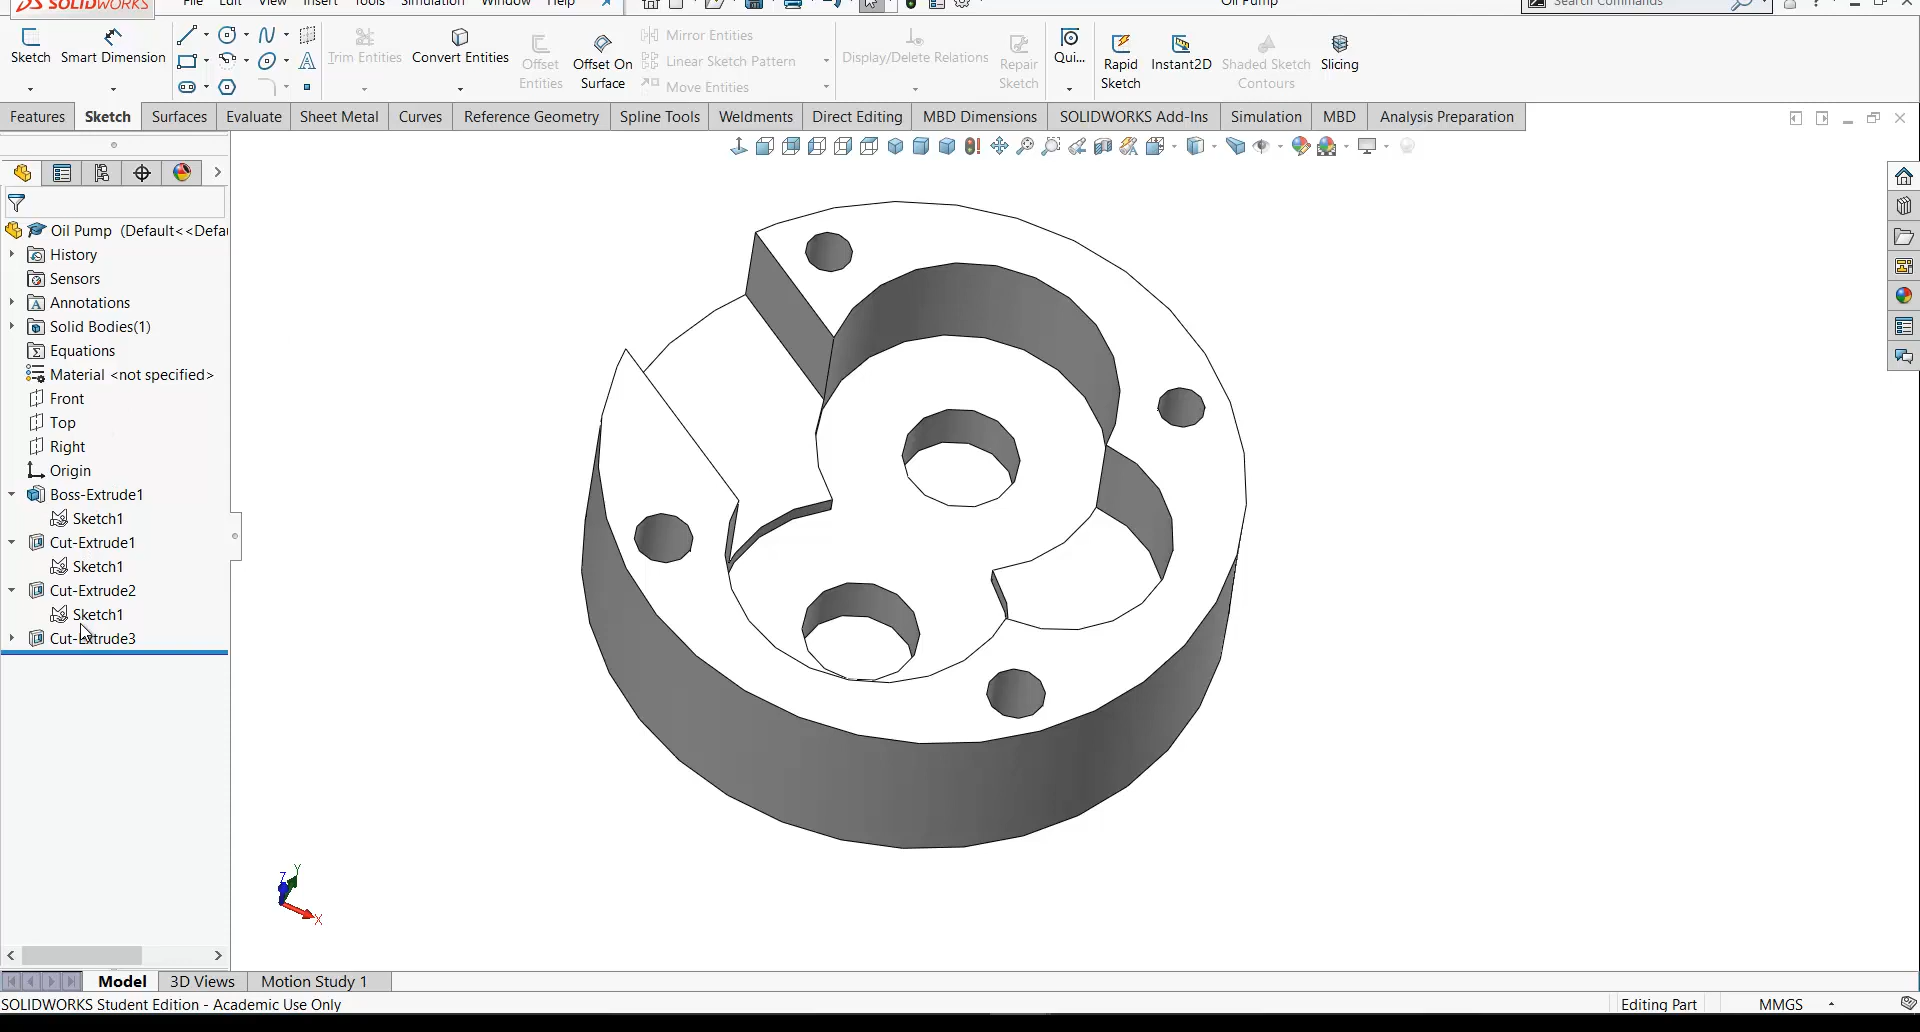 SOLIDWORKS
File Edit View Insert Tools Simulation Window Help
Oil Pump
Search Commands
Sketch
Smart Dimension
Trim Entities
Convert Entities
Offset Entities
Offset On Surface
Mirror Entities
Linear Sketch Pattern
Move Entities
Display/Delete Relations
Repair Sketch
Qui...
Rapid Sketch
Instant2D
Shaded Sketch Contours
Slicing
Features Sketch Surfaces Evaluate Sheet Metal Curves Reference Geometry Spline Tools Weldments Direct Editing MBD Dimensions SOLIDWORKS Add-Ins Simulation MBD Analysis Preparation
Oil Pump (Default<<Defau
History
Sensors
Annotations
Solid Bodies(1)
Equations
Material <not specified>
Front
Top
Right
Origin
Boss-Extrude1
Sketch1
Cut-Extrude1
Sketch1
Cut-Extrude2
Sketch1
Cut-Extrude3
Y
Z
X
Model 3D Views Motion Study 1
SOLIDWORKS Student Edition - Academic Use Only
Editing Part
MMGS